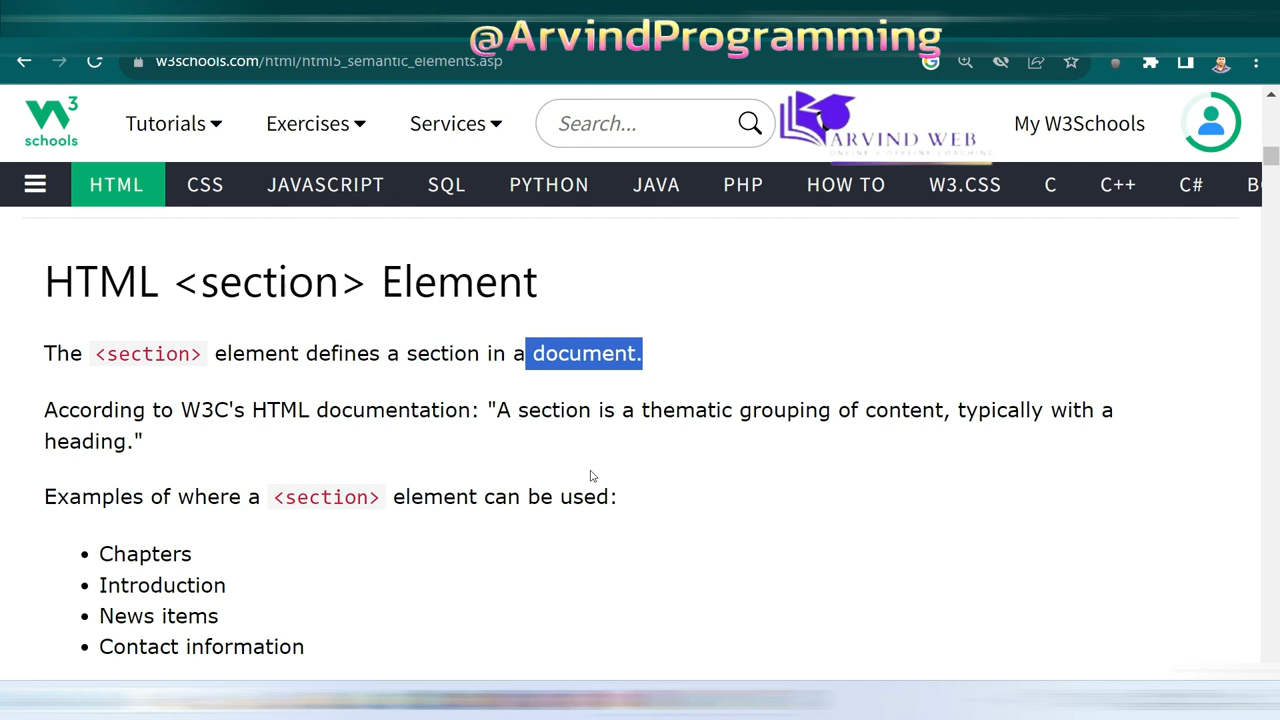 @ArvindProgramming
w3schools.com/html/html5_semantic_elements.asp
W3 schools
Tutorials
Exercises
Services
Search...
ARVIND WEB
ONLINE & OFFLINE COACHING
My W3Schools
HTML CSS JAVASCRIPT SQL PYTHON JAVA PHP HOW TO W3.CSS C C++ C#
HTML <section> Element
The <section> element defines a section in a document.
According to W3C's HTML documentation: "A section is a thematic grouping of content, typically with a
heading."
Examples of where a <section> element can be used:
• Chapters
• Introduction
• News items
• Contact information